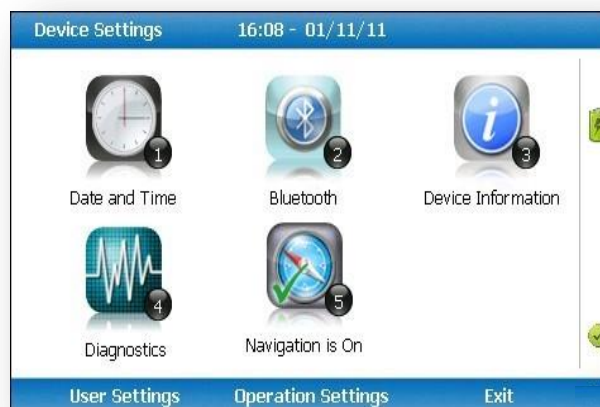 Device Settings 16:08 - 01/11/11
1 2 3
Date and Time Bluetooth Device Information
4 5
Diagnostics Navigation is On
User Settings Operation Settings Exit